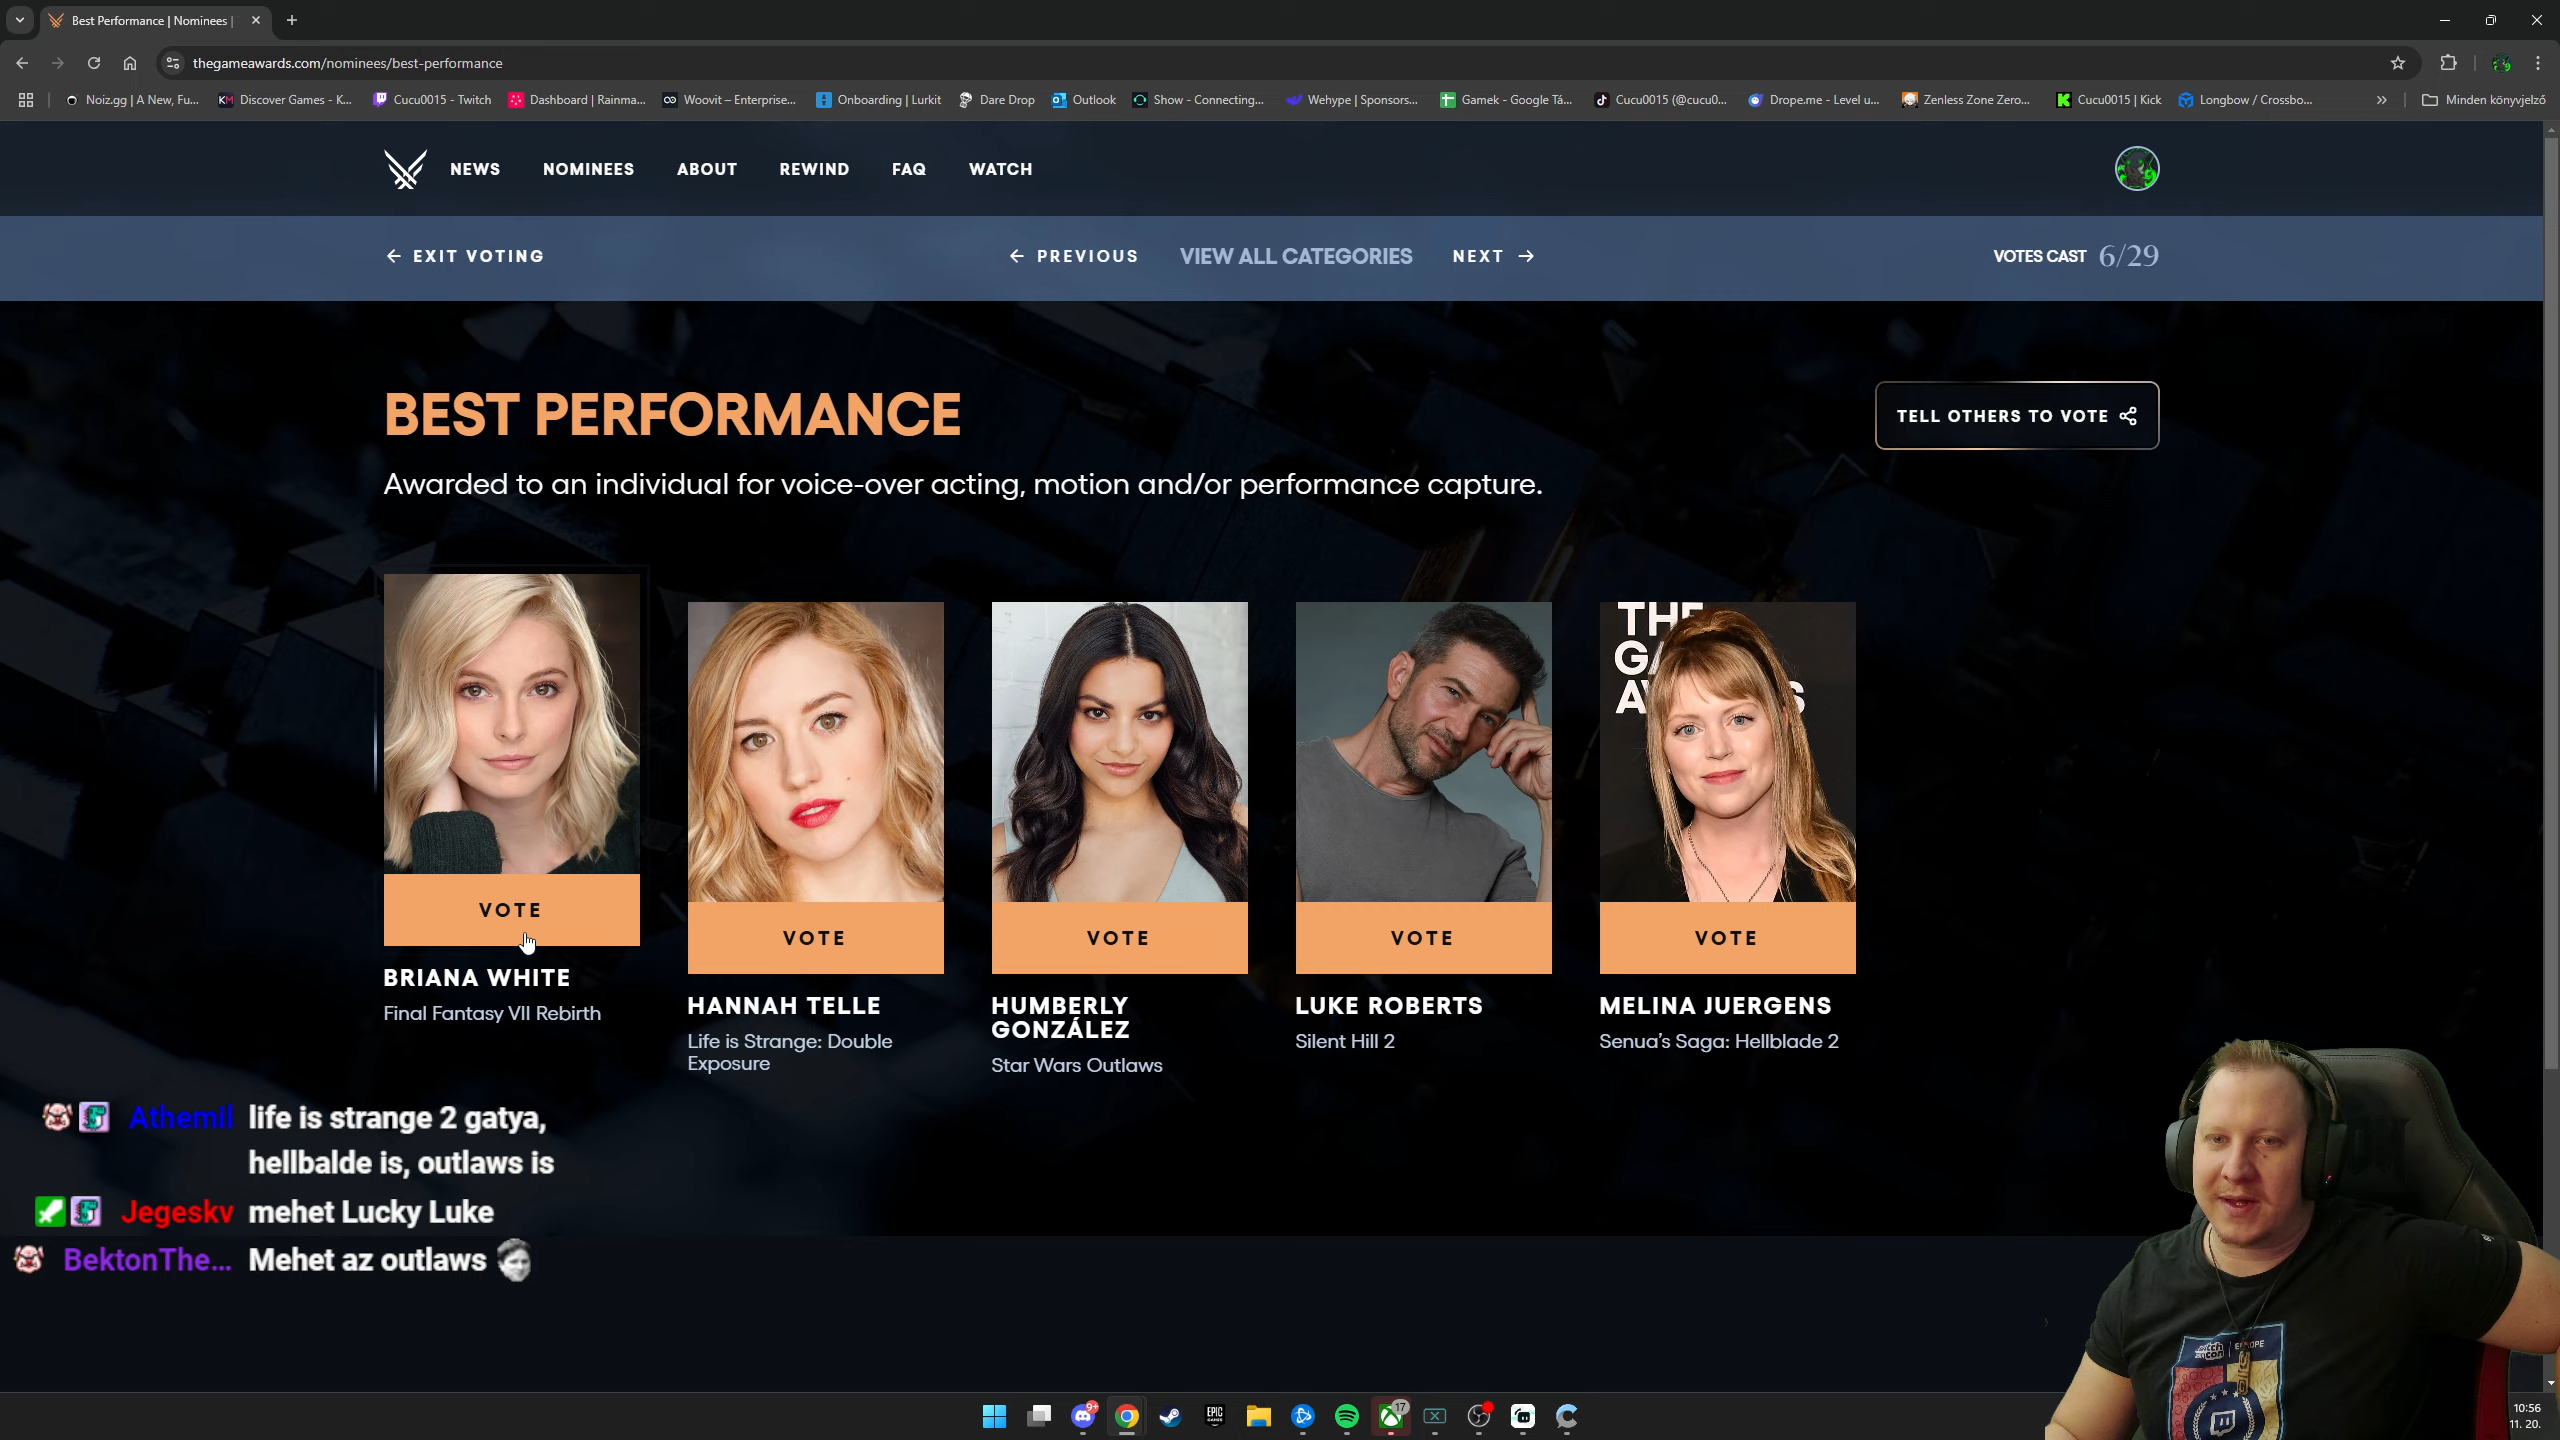 Best Performance | Nominees |
thegameawards.com/nominees/best-performance
Noiz.gg | A New, Fu... Discover Games - K... Cucu0015 - Twitch Dashboard | Rainma... Woovit – Enterprise... Onboarding | Lurkit Dare Drop Outlook Show - Connecting... Wehype | Sponsors... Gamek - Google Tá... Cucu0015 (@cucu0... Drope.me - Level u... Zenless Zone Zero... Cucu0015 | Kick Longbow / Crossbo... » Minden könyvjelző
NEWS NOMINEES ABOUT REWIND FAQ WATCH
← EXIT VOTING ← PREVIOUS VIEW ALL CATEGORIES NEXT → VOTES CAST 6/29
BEST PERFORMANCE
TELL OTHERS TO VOTE
Awarded to an individual for voice-over acting, motion and/or performance capture.
VOTE
BRIANA WHITE
Final Fantasy VII Rebirth
VOTE
HANNAH TELLE
Life is Strange: Double
Exposure
VOTE
HUMBERLY
GONZÁLEZ
Star Wars Outlaws
VOTE
LUKE ROBERTS
Silent Hill 2
THE
VOTE
MELINA JUERGENS
Senua's Saga: Hellblade 2
Athemil life is strange 2 gatya,
hellbalde is, outlaws is
Jegeskv mehet Lucky Luke
BektonThe... Mehet az outlaws
9+
EPIC
17
10:56
11. 20.